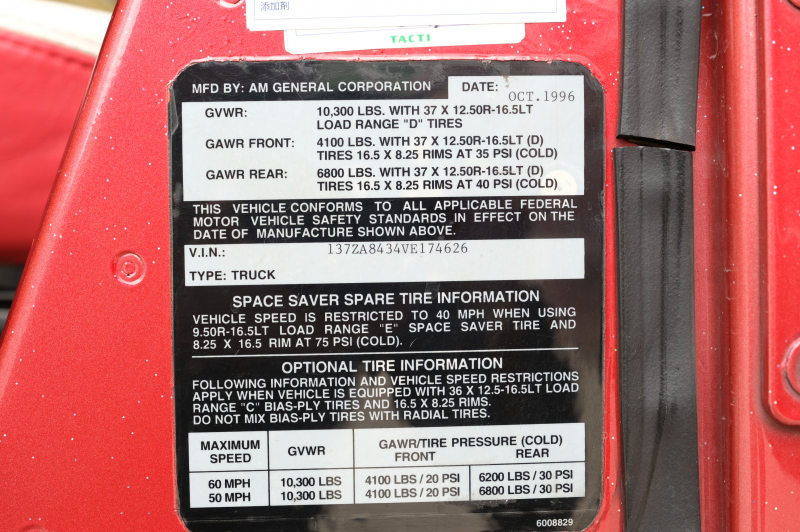 添加剤
TACTI
MFD BY: AM GENERAL CORPORATION DATE: OCT.1996
GVWR: 10,300 LBS. WITH 37 X 12.50R-16.5LT
LOAD RANGE "D" TIRES
GAWR FRONT: 4100 LBS. WITH 37 X 12.50R-16.5LT (D)
TIRES 16.5 X 8.25 RIMS AT 35 PSI (COLD)
GAWR REAR: 6800 LBS. WITH 37 X 12.50R-16.5LT (D)
TIRES 16.5 X 8.25 RIMS AT 40 PSI (COLD)
THIS VEHICLE CONFORMS TO ALL APPLICABLE FEDERAL
MOTOR VEHICLE SAFETY STANDARDS IN EFFECT ON THE
DATE OF MANUFACTURE SHOWN ABOVE.
V.I.N.: 137ZA8434VE174626
TYPE: TRUCK
SPACE SAVER SPARE TIRE INFORMATION
VEHICLE SPEED IS RESTRICTED TO 40 MPH WHEN USING
9.50R-16.5LT LOAD RANGE "E" SPACE SAVER TIRE AND
8.25 X 16.5 RIM AT 75 PSI (COLD).
OPTIONAL TIRE INFORMATION
FOLLOWING INFORMATION AND VEHICLE SPEED RESTRICTIONS
APPLY WHEN VEHICLE IS EQUIPPED WITH 36 X 12.5-16.5LT LOAD
RANGE "C" BIAS-PLY TIRES AND 16.5 X 8.25 RIMS.
DO NOT MIX BIAS-PLY TIRES WITH RADIAL TIRES.
MAXIMUM SPEED GVWR GAWR/TIRE PRESSURE (COLD)
FRONT REAR
60 MPH 10,300 LBS 4100 LBS / 20 PSI 6200 LBS / 30 PSI
50 MPH 10,300 LBS 4100 LBS / 20 PSI 6800 LBS / 30 PSI
6008829